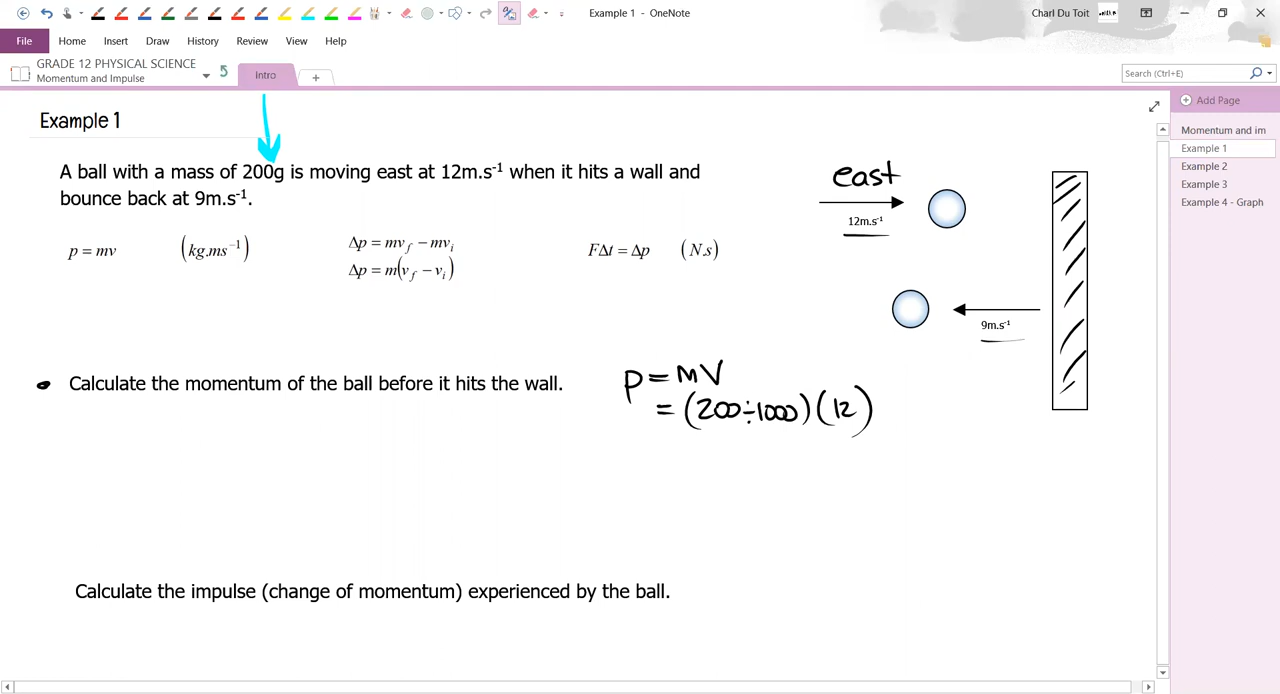 Example 1 - OneNote
Charl Du Toit
File Home Insert Draw History Review View Help
GRADE 12 PHYSICAL SCIENCE
Momentum and Impulse
Intro
+
Search (Ctrl+E)
Add Page
Momentum and im
Example 1
Example 2
Example 3
Example 4 - Graph
Example 1
A ball with a mass of 200g is moving east at 12m.s⁻¹ when it hits a wall and
bounce back at 9m.s⁻¹.
east
12m.s⁻¹
9m.s⁻¹
p = mv (kg.ms⁻¹)
Δp = mv_f − mv_i
Δp = m(v_f − v_i)
FΔt = Δp (N.s)
Calculate the momentum of the ball before it hits the wall.
p = mv
= (200÷1000)(12)
Calculate the impulse (change of momentum) experienced by the ball.